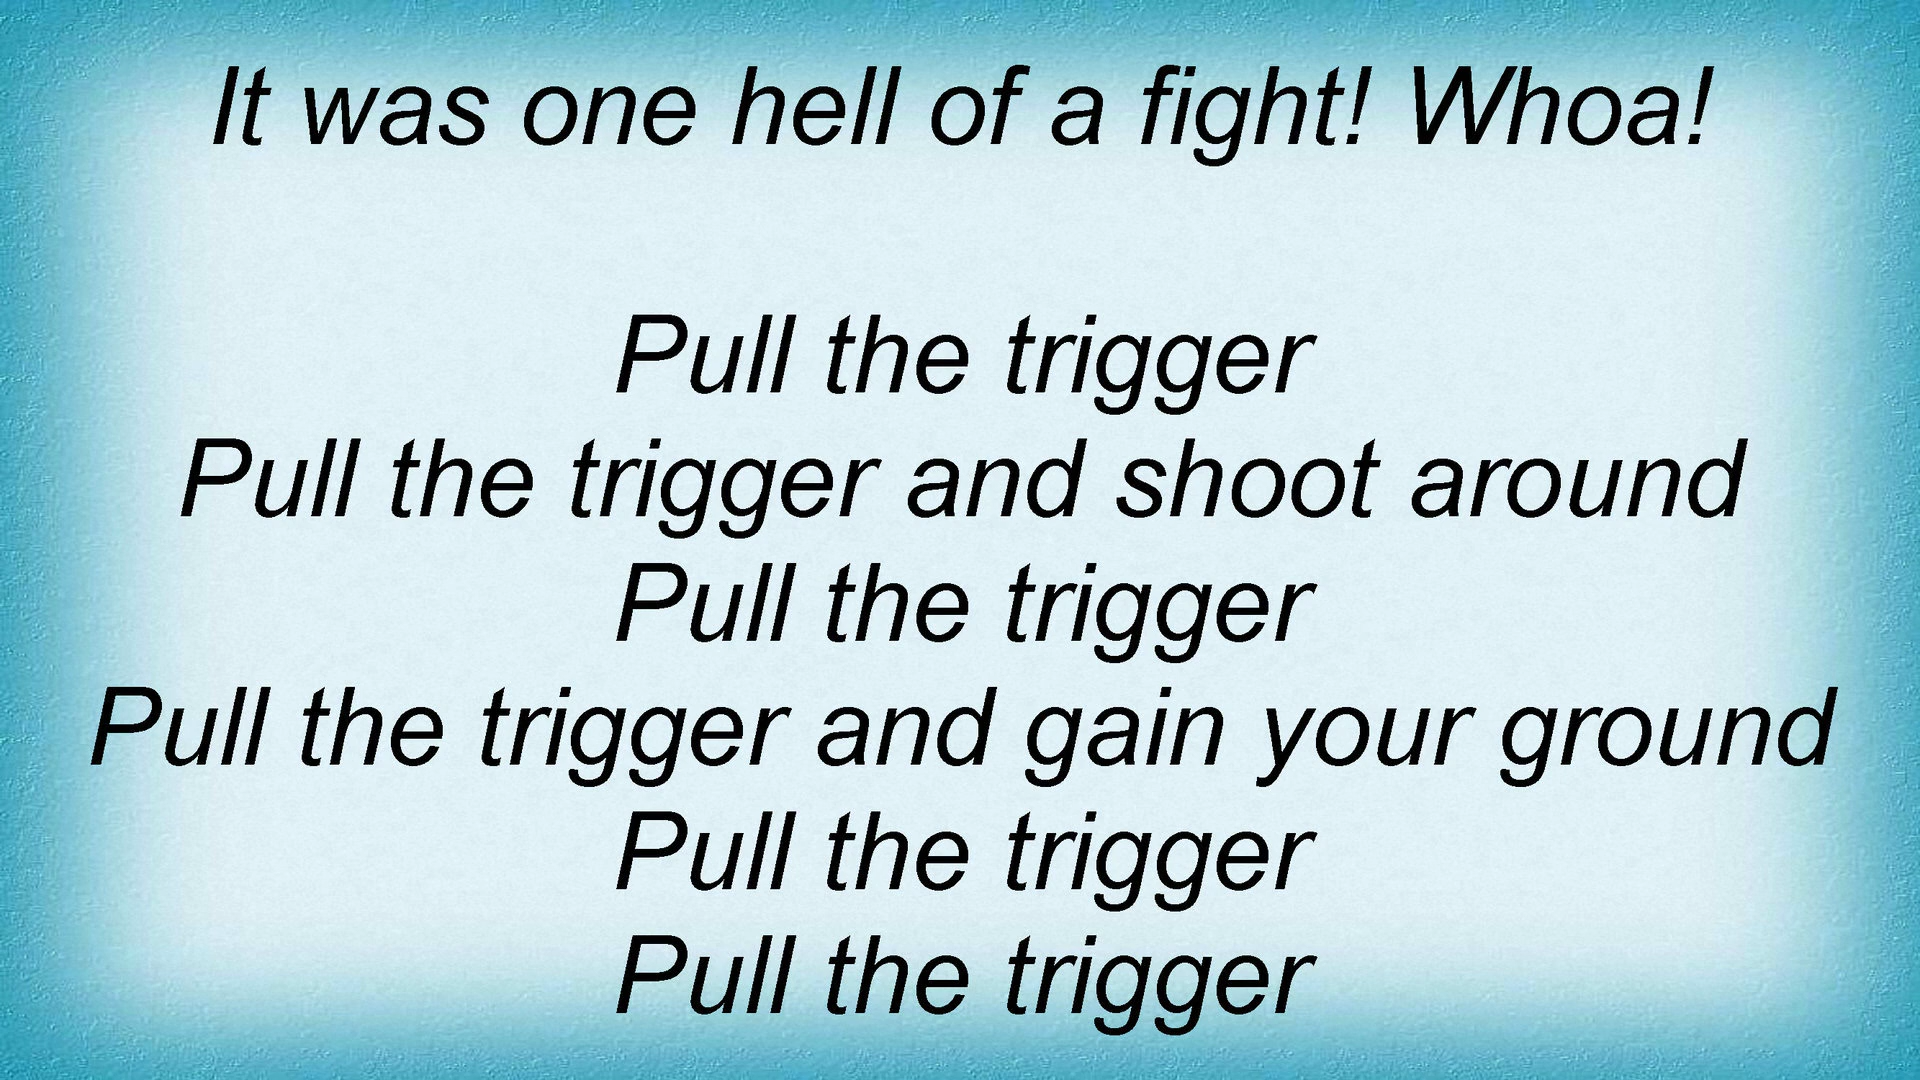 It was one hell of a fight! Whoa!
Pull the trigger
Pull the trigger and shoot around
Pull the trigger
Pull the trigger and gain your ground
Pull the trigger
Pull the trigger